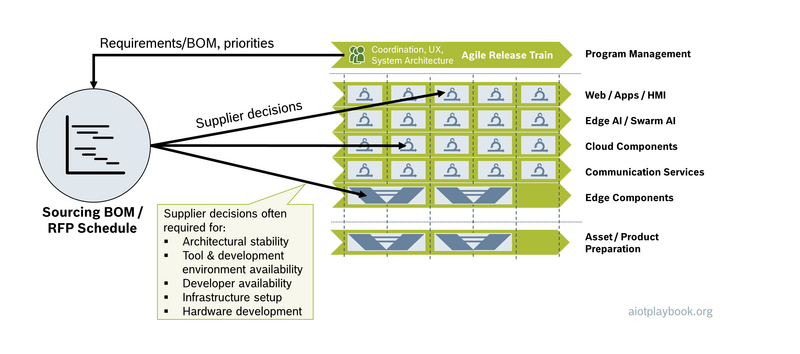 Requirements/BOM, priorities
Coordination, UX,
System Architecture
Agile Release Train
Program Management
Supplier decisions
Web / Apps / HMI
Edge AI / Swarm AI
Cloud Components
Communication Services
Edge Components
Sourcing BOM /
RFP Schedule
Supplier decisions often
required for:
▪ Architectural stability
▪ Tool & development
environment availability
▪ Developer availability
▪ Infrastructure setup
▪ Hardware development
Asset / Product
Preparation
aiotplaybook.org